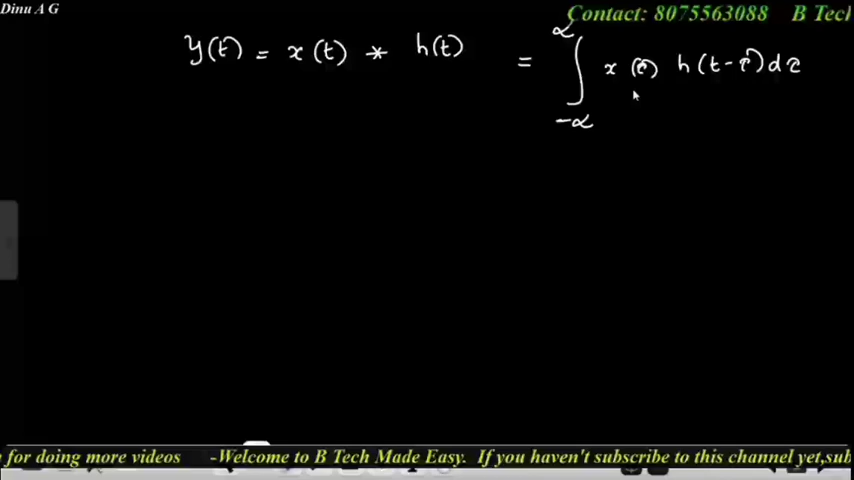 Dinu A G
Contact: 8075563088 B Tech
y(t) = x(t) * h(t) = ∫_{-∝}^{∝} x(τ) h(t-τ)dτ
for doing more videos -Welcome to B Tech Made Easy. If you haven't subscribe to this channel yet,sub